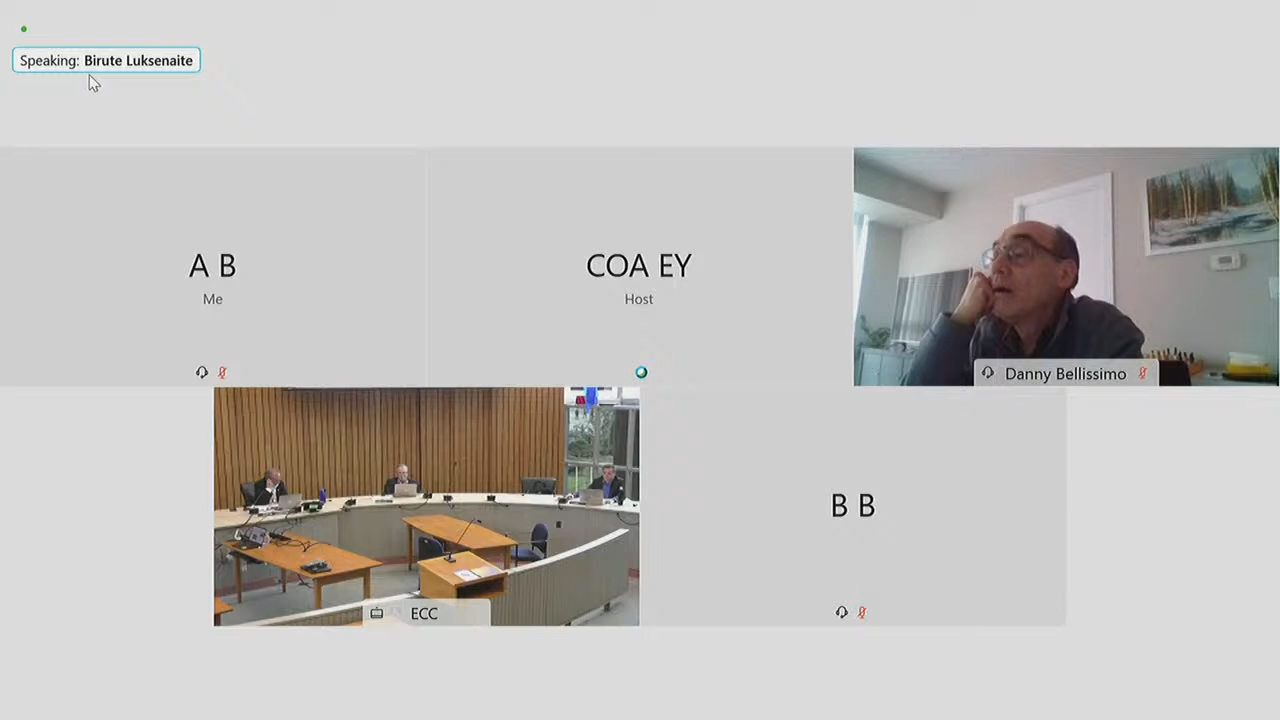 Speaking: Birute Luksenaite
A B
Me
COA EY
Host
Danny Bellissimo
ECC
B B